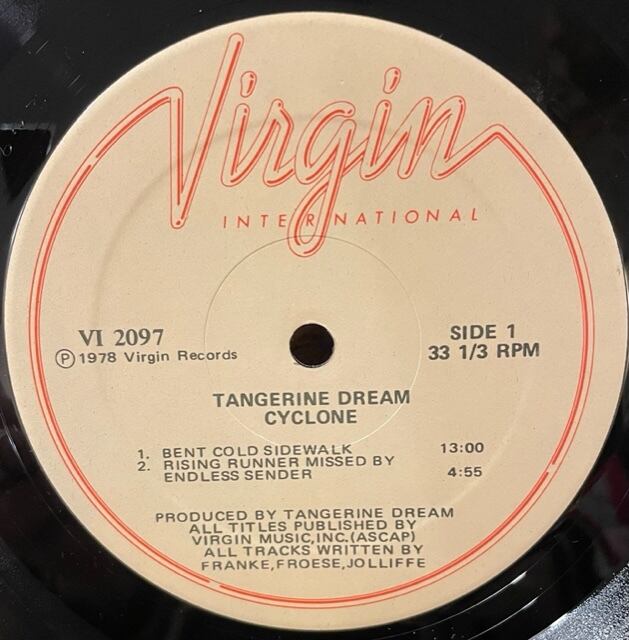 Virgin
INTERNATIONAL
VI 2097
Ⓟ 1978 Virgin Records
SIDE 1
33 1/3 RPM
TANGERINE DREAM
CYCLONE
1. BENT COLD SIDEWALK 13:00
2. RISING RUNNER MISSED BY
ENDLESS SENDER 4:55
PRODUCED BY TANGERINE DREAM
ALL TITLES PUBLISHED BY
VIRGIN MUSIC,INC.(ASCAP)
ALL TRACKS WRITTEN BY
FRANKE,FROESE,JOLLIFFE